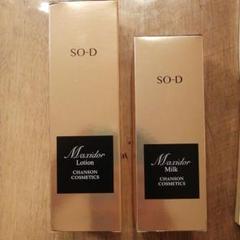 SO-D
Maxidor
Lotion
CHANSON
COSMETICS
SO-D
Maxidor
Milk
CHANSON
COSMETICS